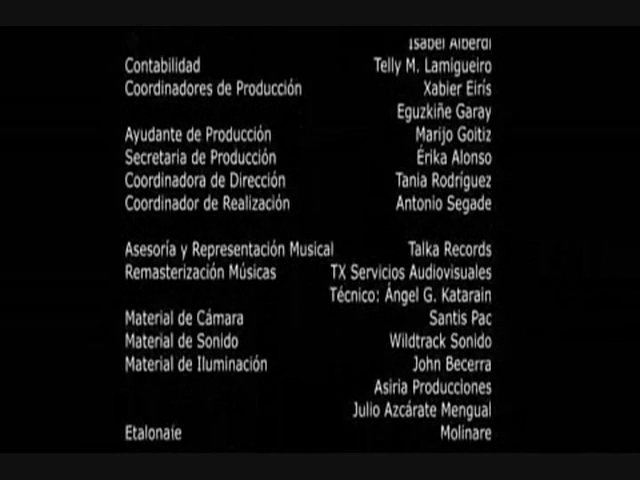 Isabel Alberdi
Contabilidad Telly M. Lamigueiro
Coordinadores de Producción Xabier Eirís
Eguzkiñe Garay
Ayudante de Producción Marijo Goitiz
Secretaria de Producción Érika Alonso
Coordinadora de Dirección Tania Rodríguez
Coordinador de Realización Antonio Segade
Asesoría y Representación Musical Talka Records
Remasterización Músicas TX Servicios Audiovisuales
Técnico: Ángel G. Katarain
Material de Cámara Santis Pac
Material de Sonido Wildtrack Sonido
Material de Iluminación John Becerra
Asiria Producciones
Julio Azcárate Mengual
Etalonaje Molinare